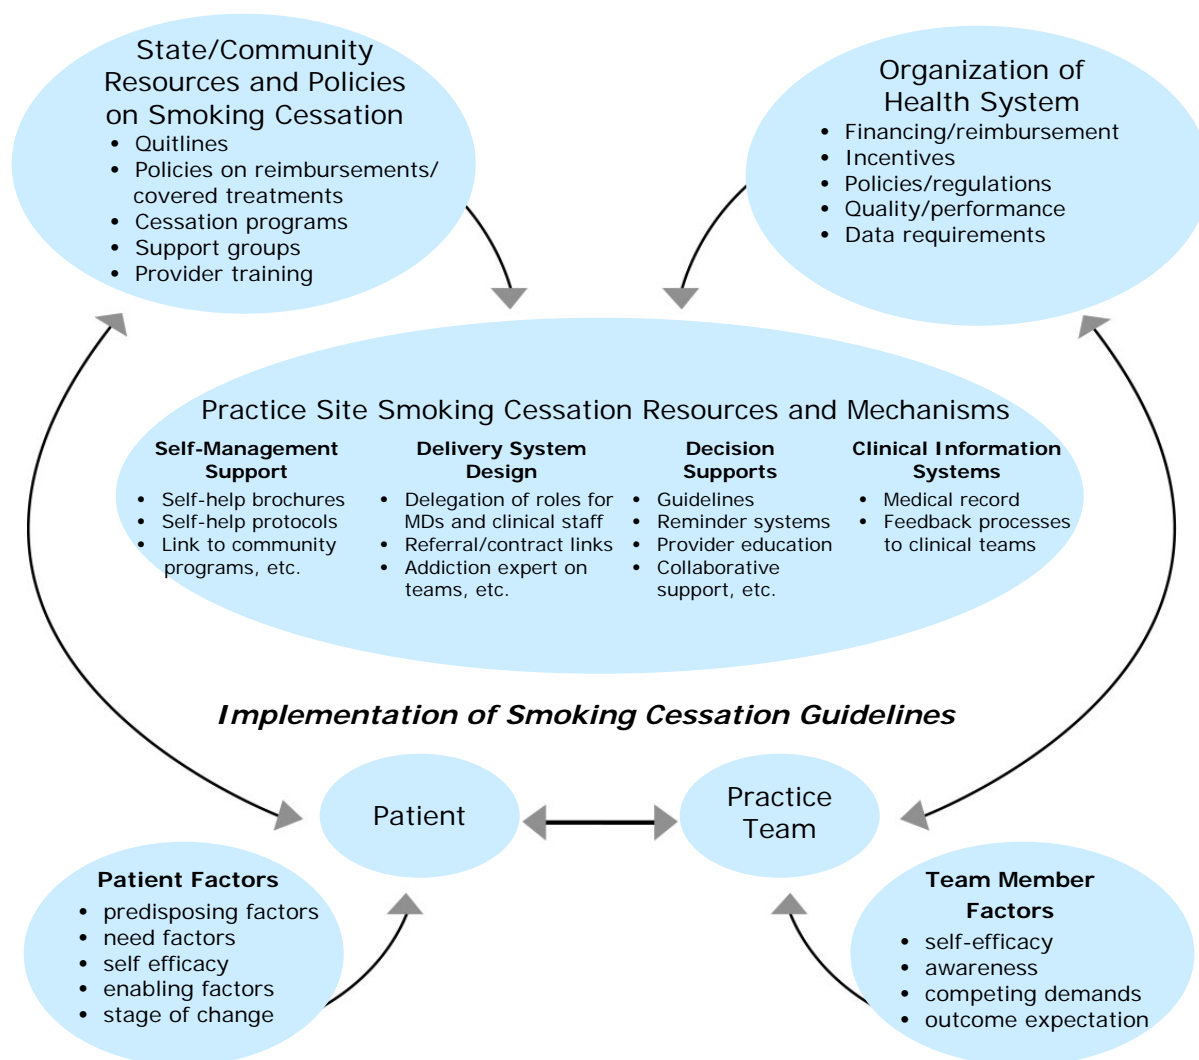 State/Community
Resources and Policies
on Smoking Cessation
• Quitlines
• Policies on reimbursements/
covered treatments
• Cessation programs
• Support groups
• Provider training
Organization of
Health System
• Financing/reimbursement
• Incentives
• Policies/regulations
• Quality/performance
• Data requirements
Practice Site Smoking Cessation Resources and Mechanisms
Self-Management
Support
• Self-help brochures
• Self-help protocols
• Link to community
programs, etc.
Delivery System
Design
• Delegation of roles for
MDs and clinical staff
• Referral/contract links
• Addiction expert on
teams, etc.
Decision
Supports
• Guidelines
• Reminder systems
• Provider education
• Collaborative
support, etc.
Clinical Information
Systems
• Medical record
• Feedback processes
to clinical teams
Implementation of Smoking Cessation Guidelines
Patient
Practice
Team
Patient Factors
• predisposing factors
• need factors
• self efficacy
• enabling factors
• stage of change
Team Member
Factors
• self-efficacy
• awareness
• competing demands
• outcome expectation